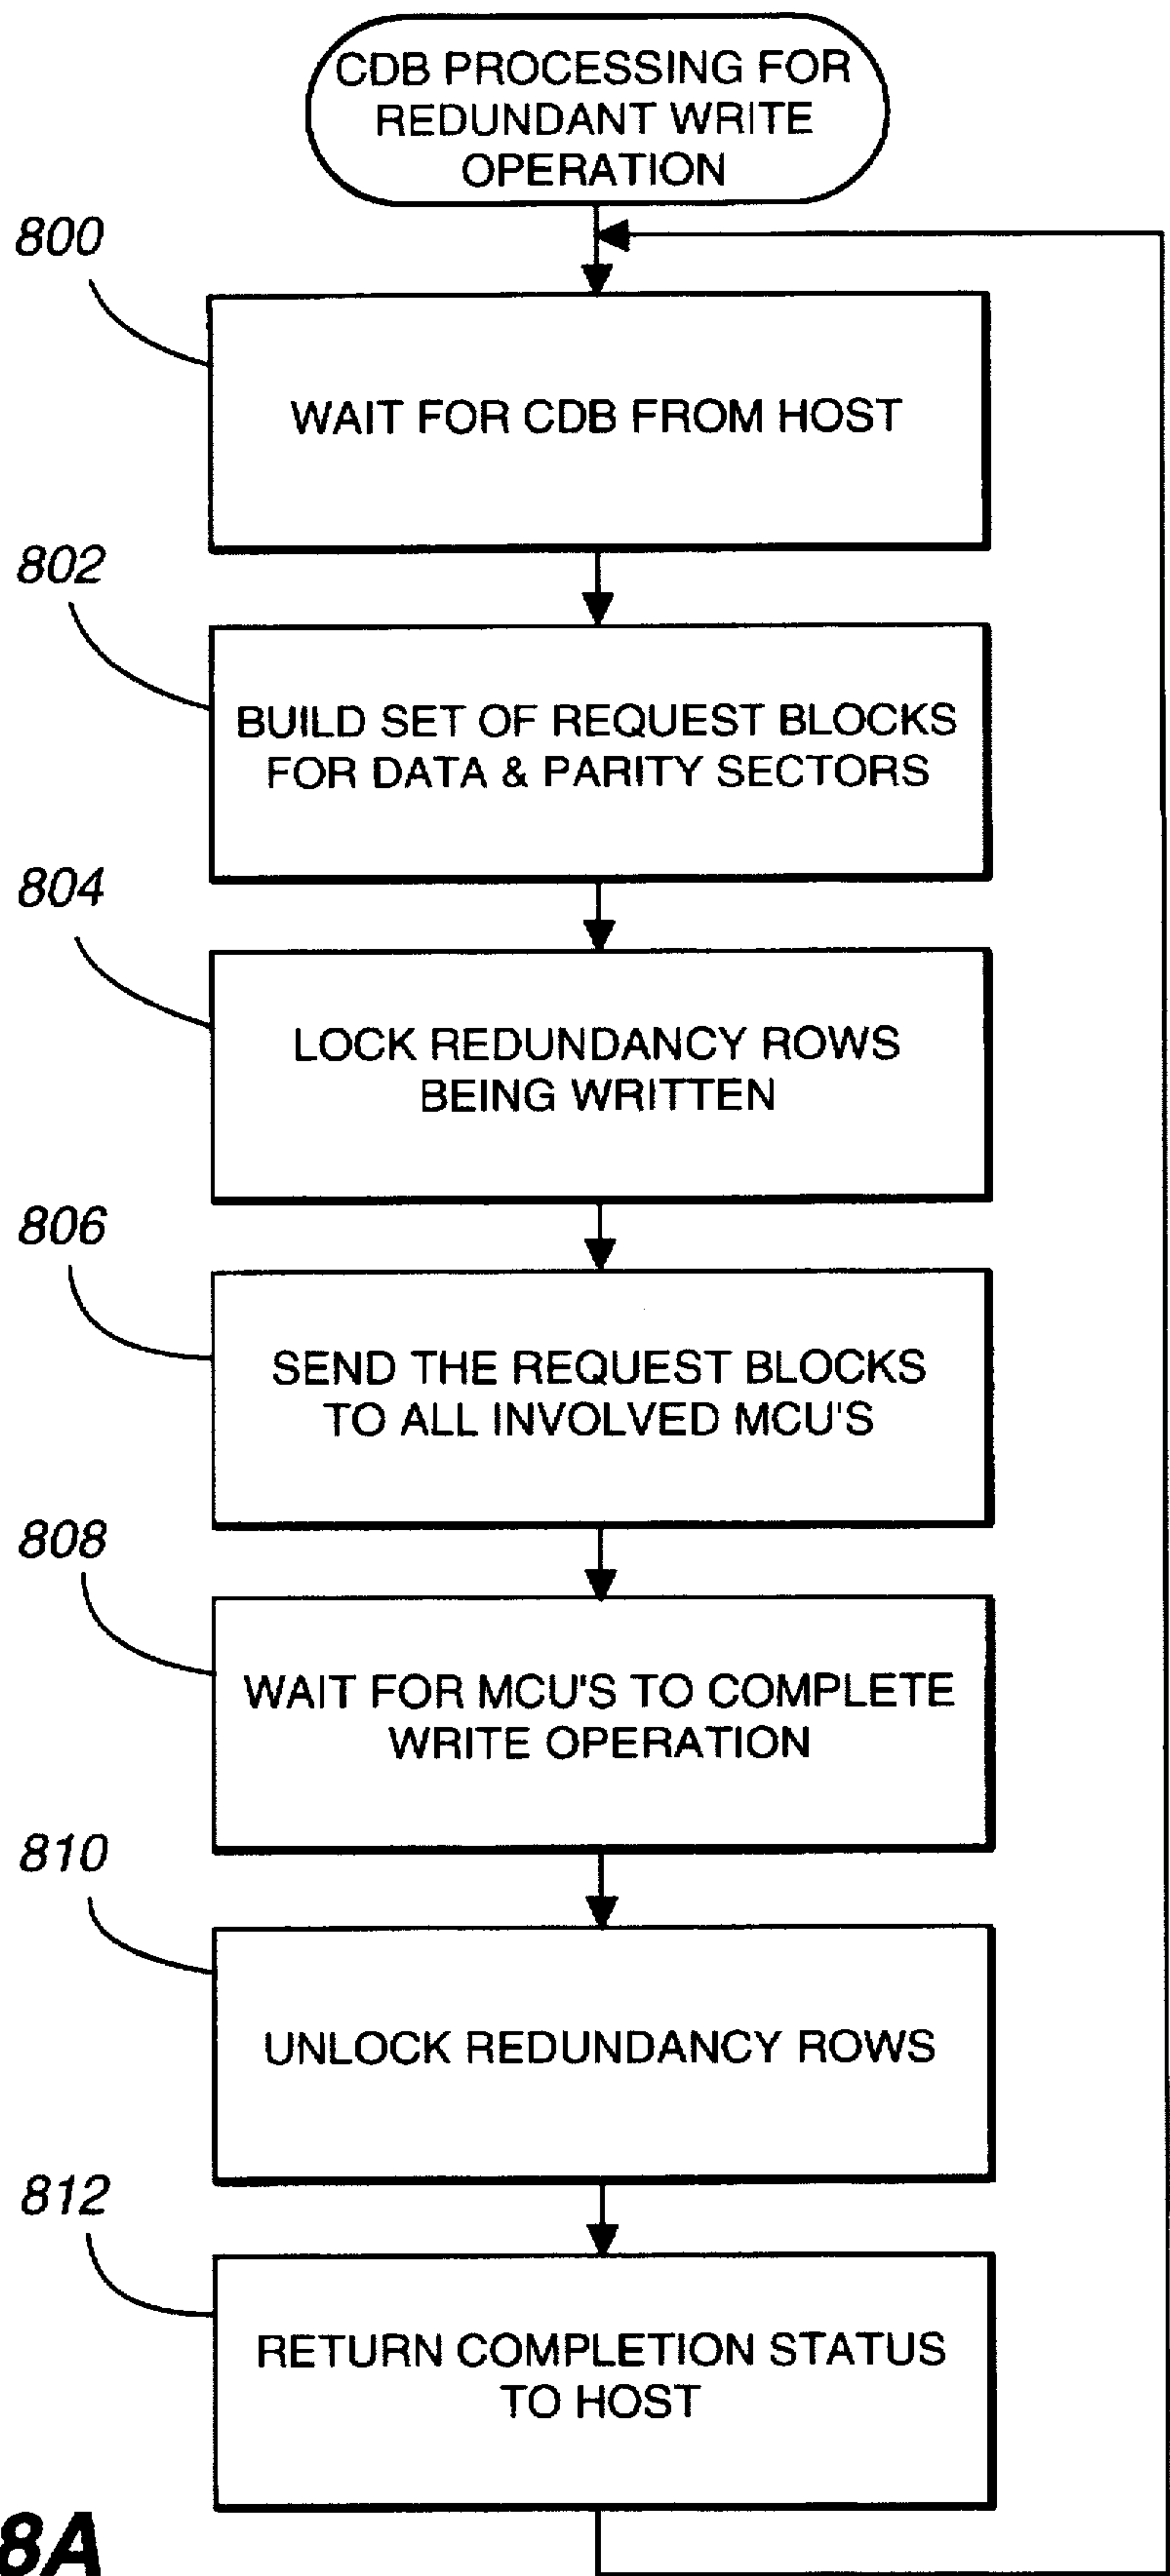 CDB PROCESSING FOR
REDUNDANT WRITE
OPERATION
800
WAIT FOR CDB FROM HOST
802
BUILD SET OF REQUEST BLOCKS
FOR DATA & PARITY SECTORS
804
LOCK REDUNDANCY ROWS
BEING WRITTEN
806
SEND THE REQUEST BLOCKS
TO ALL INVOLVED MCU'S
808
WAIT FOR MCU'S TO COMPLETE
WRITE OPERATION
810
UNLOCK REDUNDANCY ROWS
812
RETURN COMPLETION STATUS
TO HOST
8A